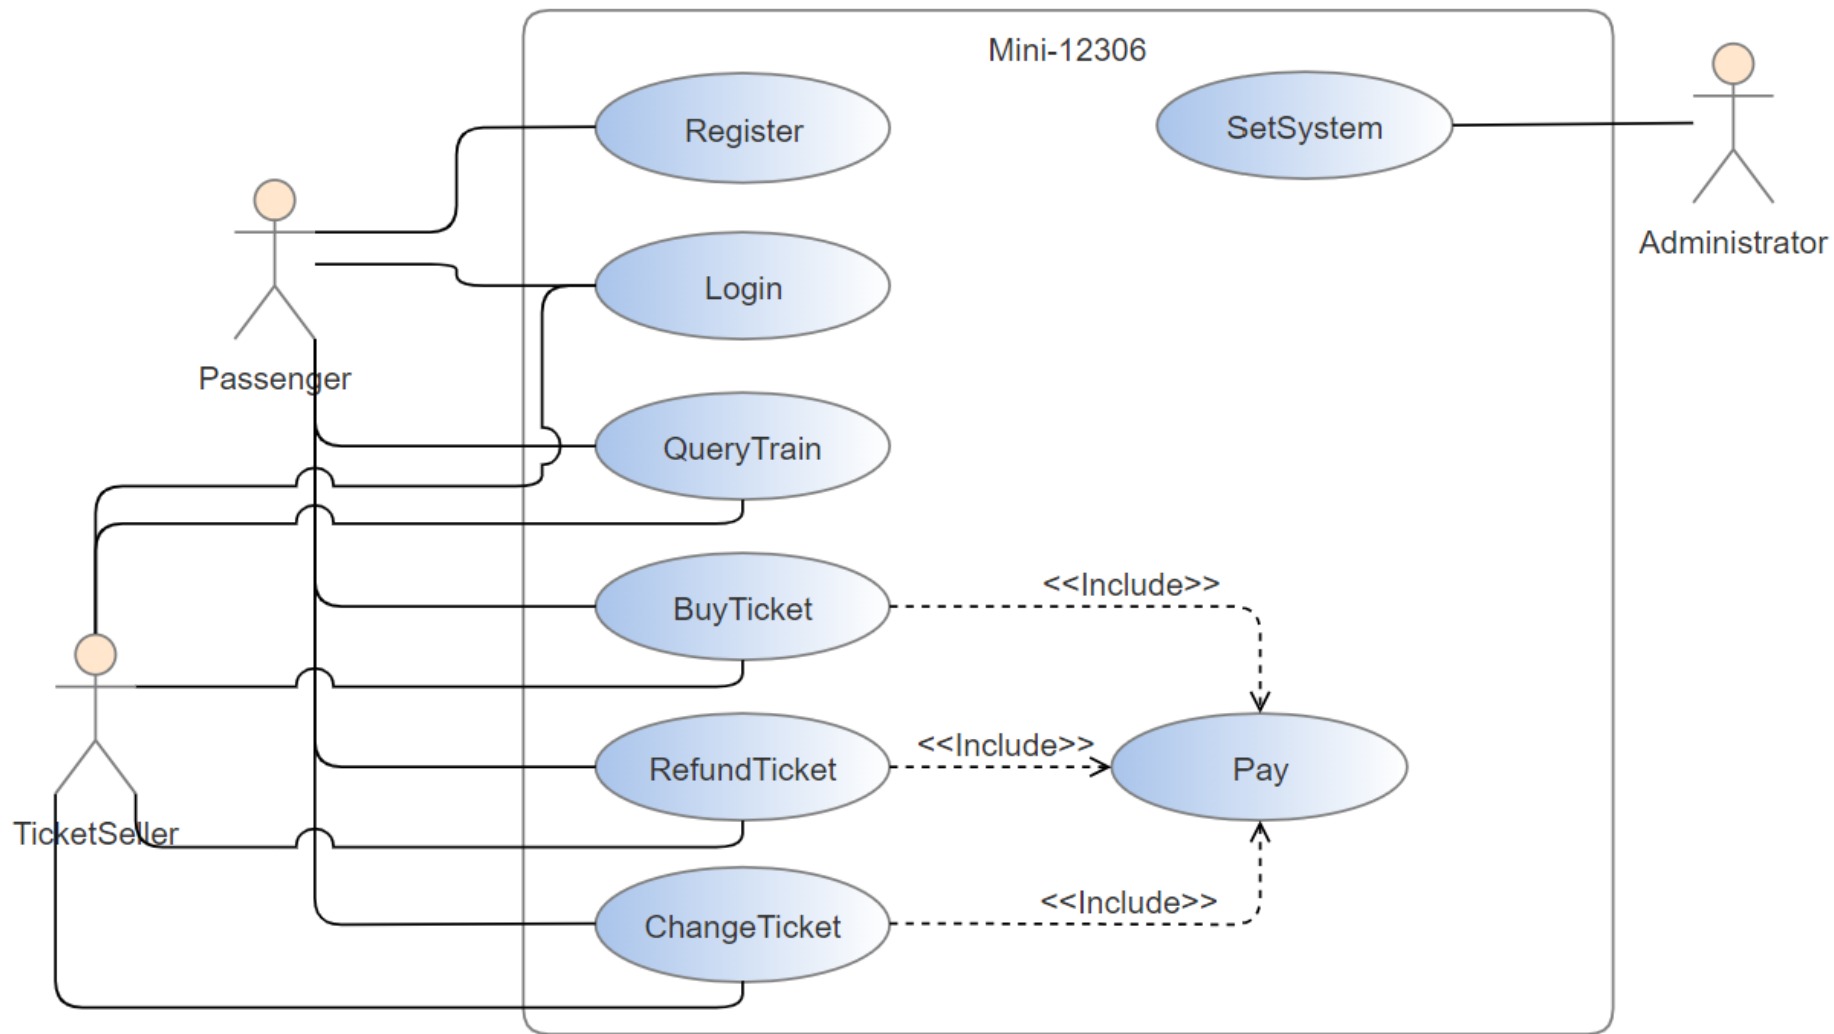 Mini-12306
Register
SetSystem
Administrator
Login
Passenger
QueryTrain
<<Include>>
BuyTicket
<<Include>>
RefundTicket
Pay
TicketSeller
<<Include>>
ChangeTicket